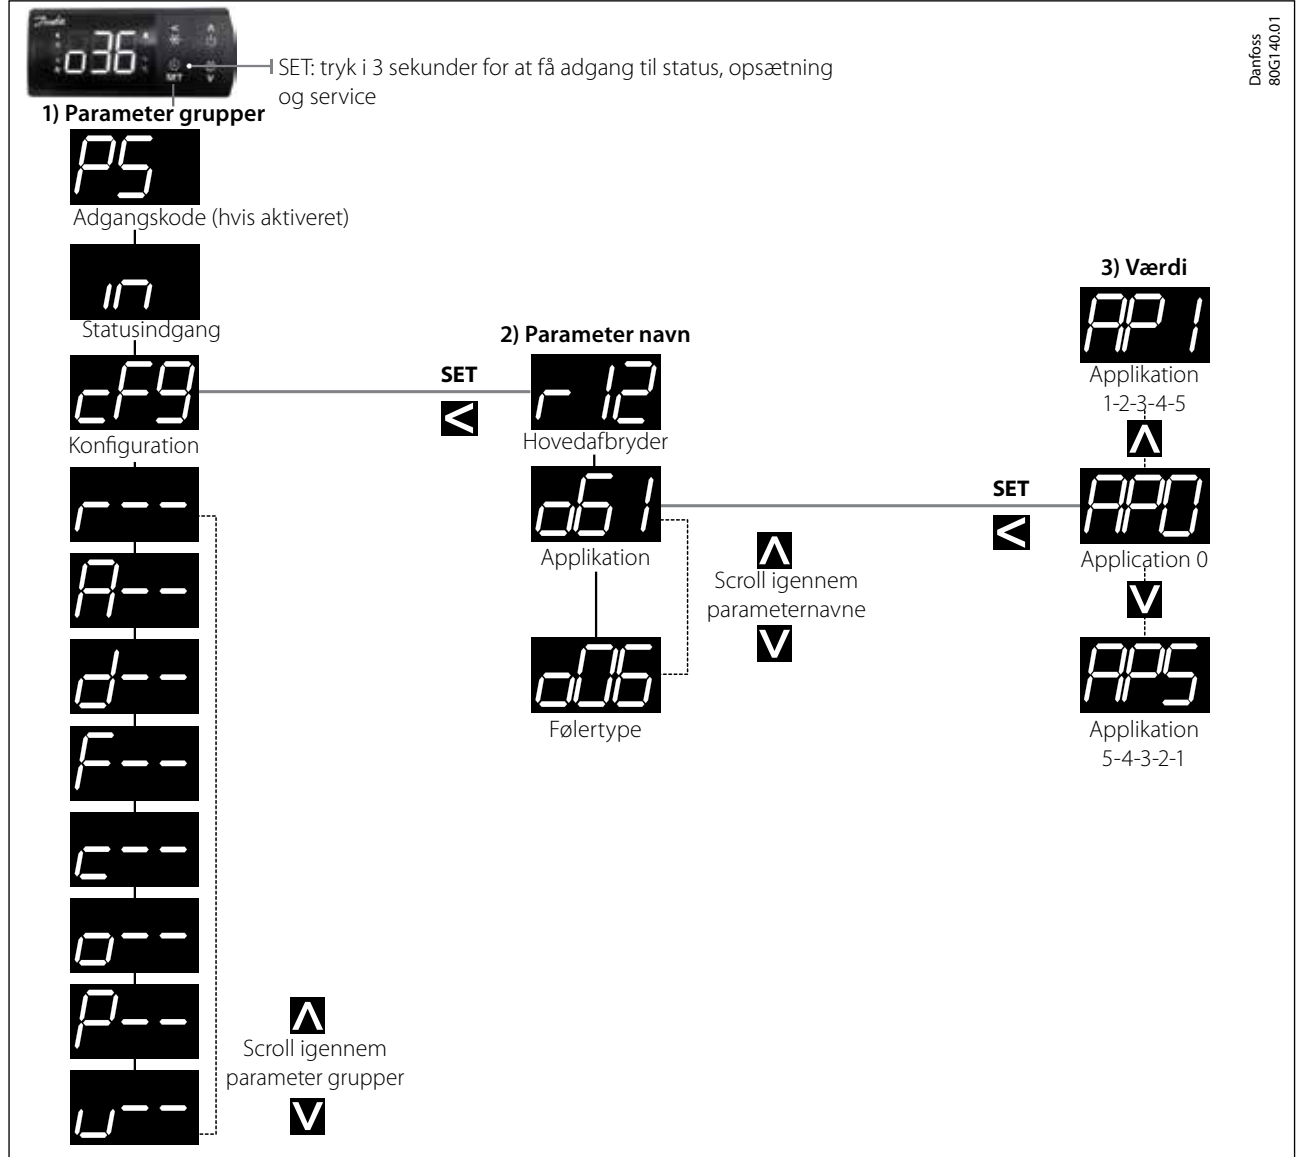 Danfoss
o36
SET
SET: tryk i 3 sekunder for at få adgang til status, opsætning
og service
Danfoss
80G140.01
1) Parameter grupper
PS
Adgangskode (hvis aktiveret)
in
Statusindgang
cFg
Konfiguration
r--
A--
d--
F--
c--
o--
P--
u--
Scroll igennem
parameter grupper
2) Parameter navn
SET
r12
Hovedafbryder
o61
Applikation
o06
Følertype
Scroll igennem
parameternavne
3) Værdi
AP1
Applikation
1-2-3-4-5
SET
AP0
Application 0
AP5
Applikation
5-4-3-2-1